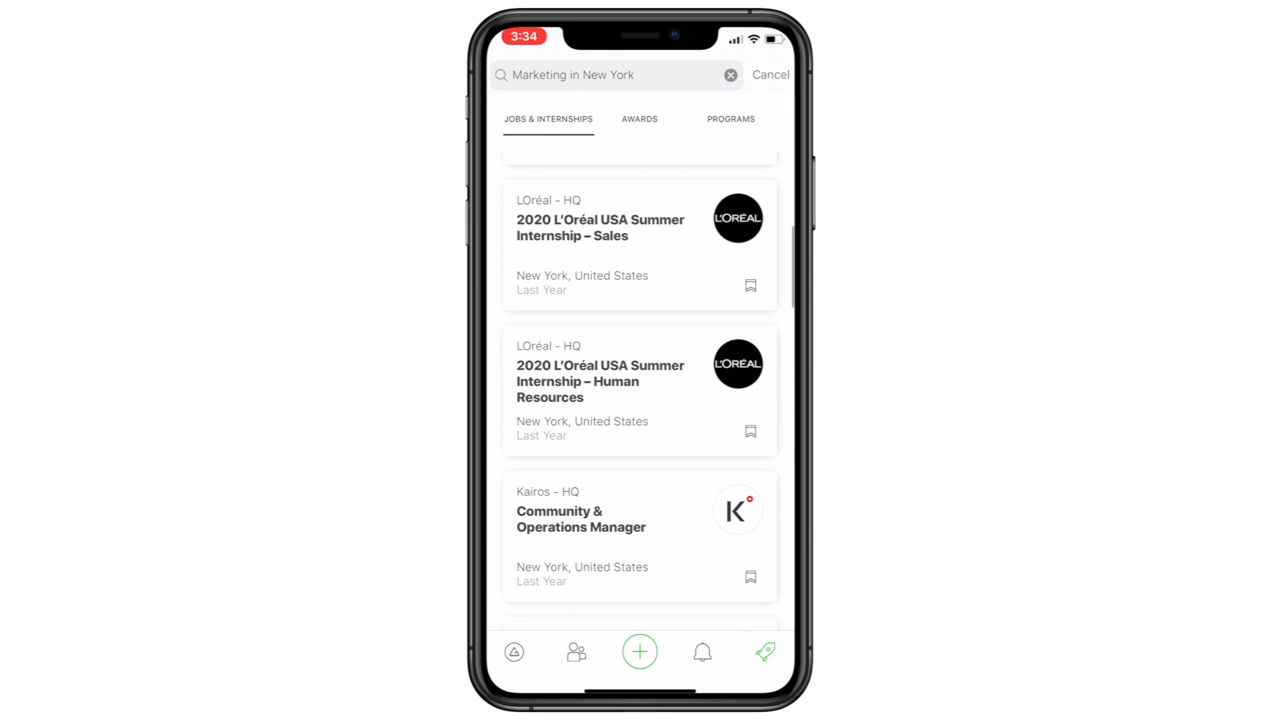 3:34
Marketing in New York
Cancel
JOBS & INTERNSHIPS
AWARDS
PROGRAMS
LOréal - HQ
2020 L’Oréal USA Summer
Internship – Sales
L'ORÉAL
New York, United States
Last Year
LOréal - HQ
2020 L’Oréal USA Summer
Internship – Human
Resources
L'ORÉAL
New York, United States
Last Year
Kairos - HQ
Community &
Operations Manager
K
New York, United States
Last Year